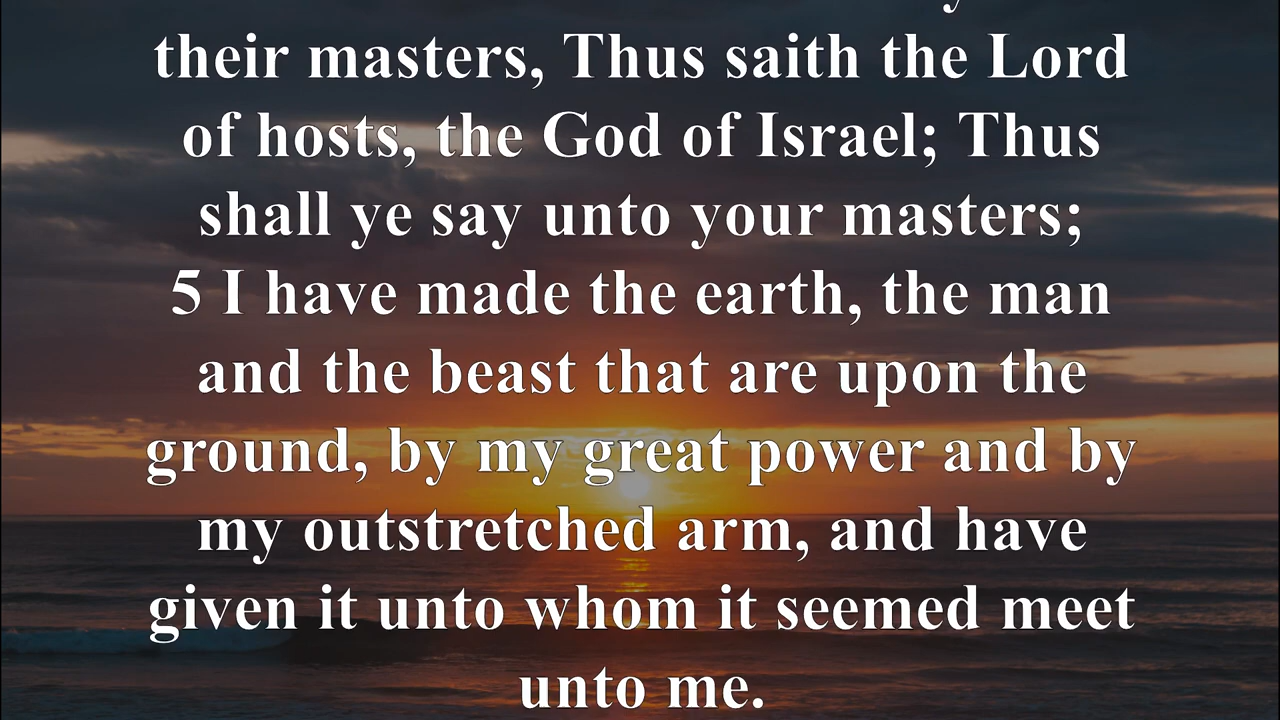 their masters, Thus saith the Lord
of hosts, the God of Israel; Thus
shall ye say unto your masters;
5 I have made the earth, the man
and the beast that are upon the
ground, by my great power and by
my outstretched arm, and have
given it unto whom it seemed meet
unto me.